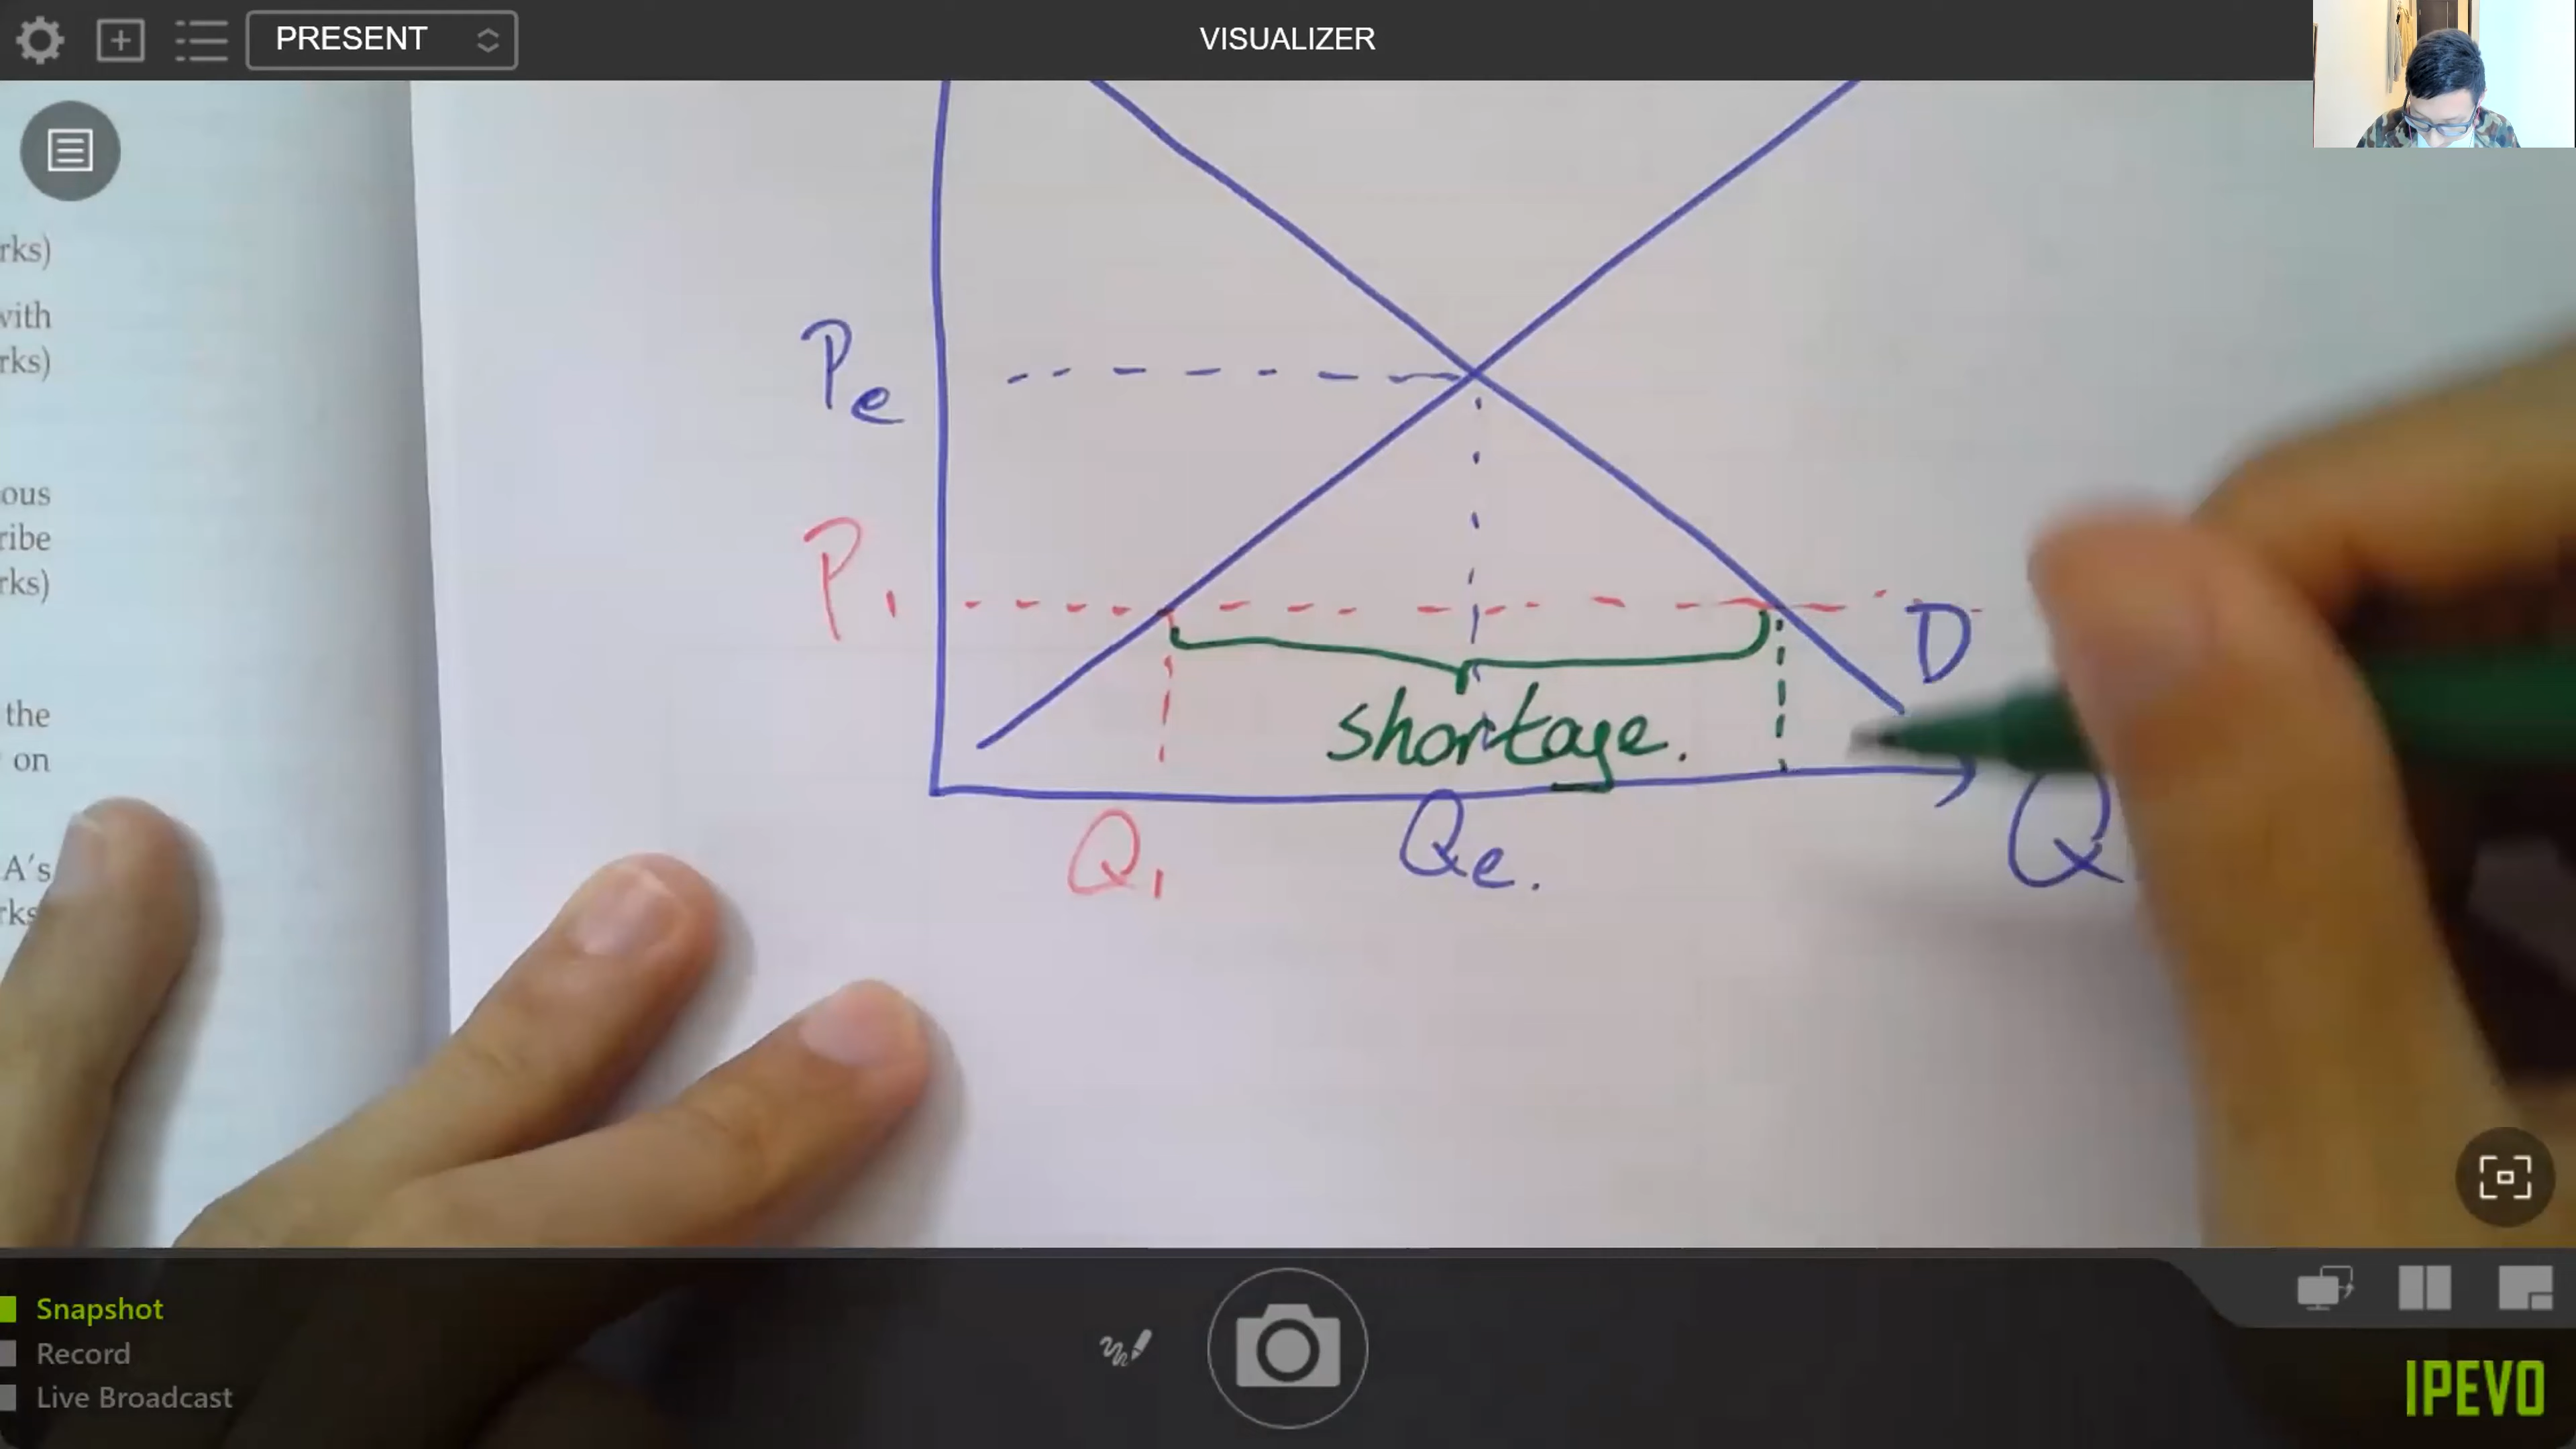 PRESENT
VISUALIZER
rks)
with
rks)
ous
ribe
rks)
the
on
A's
rks
Pe
P1
D
shortage.
Q1
Qe.
Q
Snapshot
Record
Live Broadcast
IPEVO